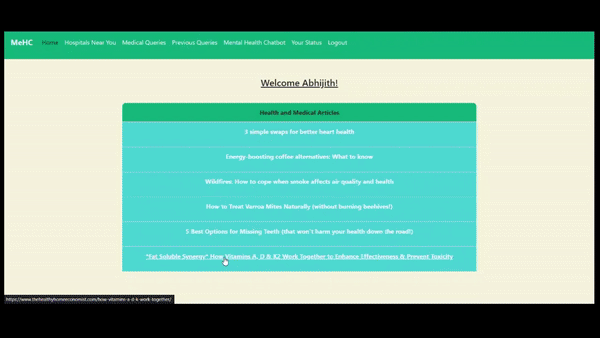 MeHC Home Hospitals Near You Medical Queries Previous Queries Mental Health Chatbot Your Status Logout
Welcome Abhijith!
Health and Medical Articles
3 simple swaps for better heart health
Energy-boosting coffee alternatives: What to know
Wildfires: How to cope when smoke affects air quality and health
How to Treat Varroa Mites Naturally (without burning beehives!)
5 Best Options for Missing Teeth (that won't harm your health down the road!)
"Fat Soluble Synergy" How Vitamins A, D & K2 Work Together to Enhance Effectiveness & Prevent Toxicity
https://www.thehealthyhomeeconomist.com/how-vitamins-a-d-k-work-together/